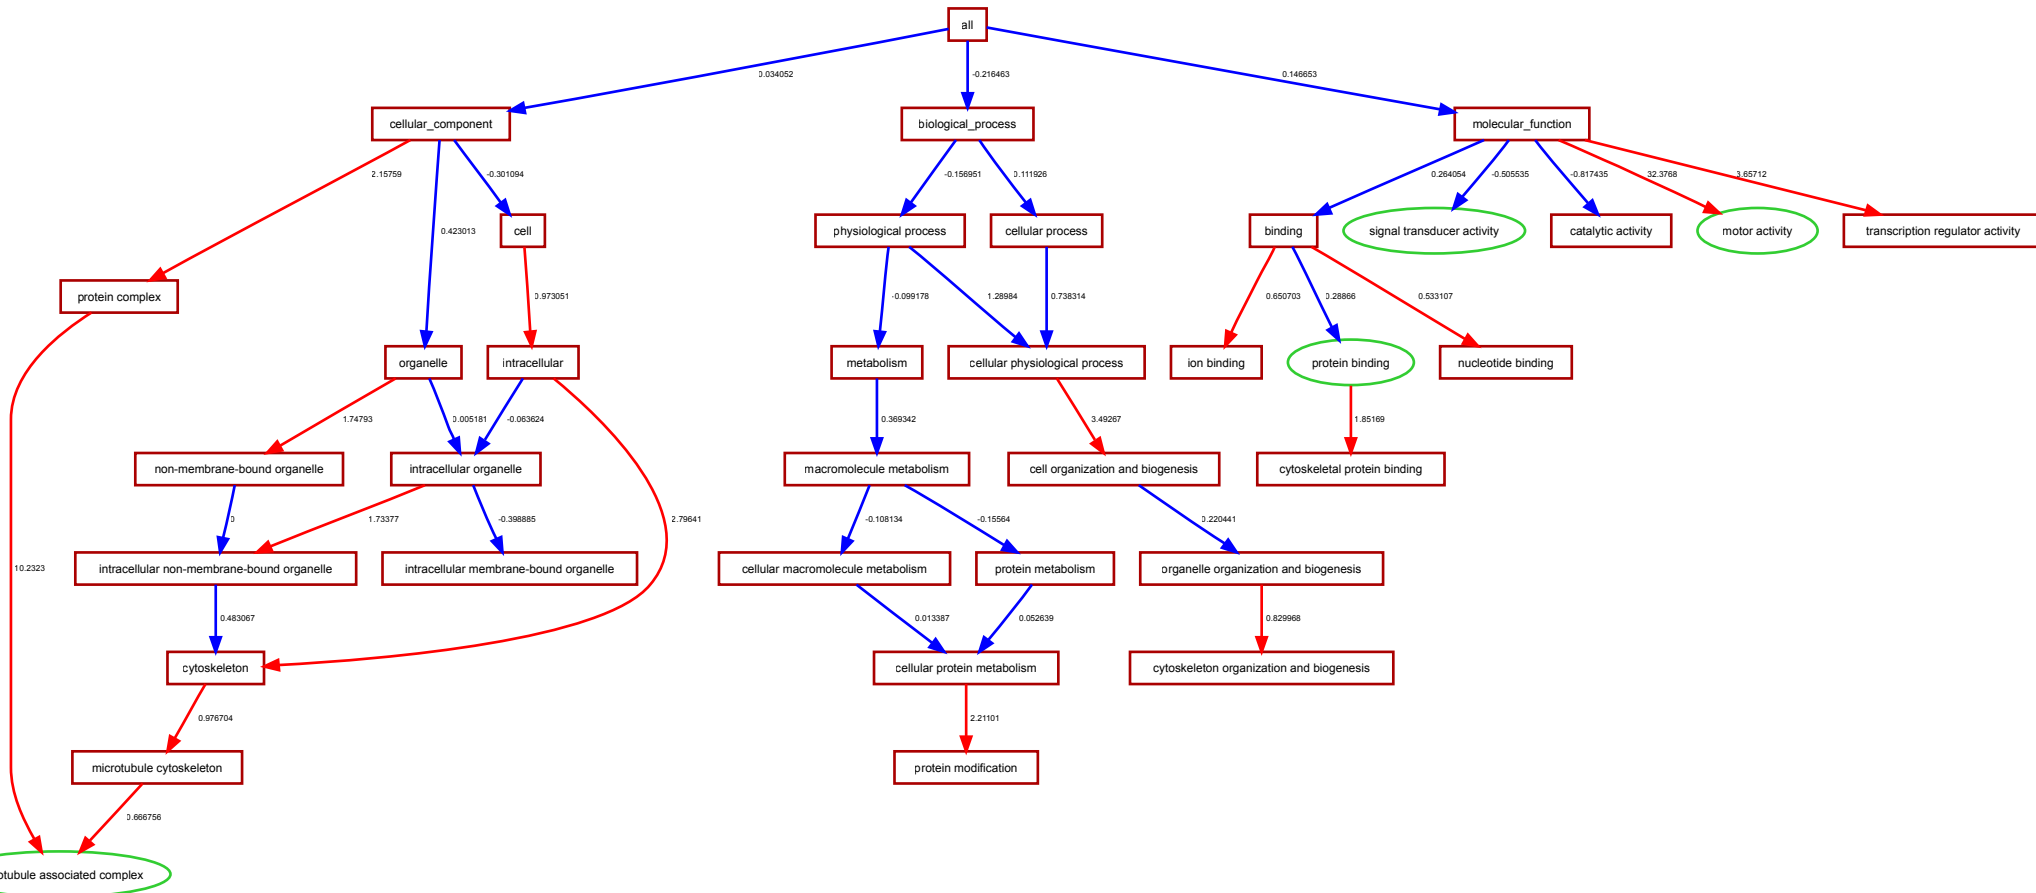 all
0.034052
-0.216463
0.146653
cellular_component
biological_process
molecular_function
2.15759
-0.301094
-0.156951
0.111926
0.264054
-0.505535
-0.817435
32.3768
3.65712
0.423013
cell
physiological process
cellular process
binding
signal transducer activity
catalytic activity
motor activity
transcription regulator activity
protein complex
0.973051
-0.099178
1.28984
0.738314
0.650703
0.28866
0.533107
organelle
intracellular
metabolism
cellular physiological process
ion binding
protein binding
nucleotide binding
1.74793
0.005181
-0.063624
0.369342
3.49267
1.85169
non-membrane-bound organelle
intracellular organelle
macromolecule metabolism
cell organization and biogenesis
cytoskeletal protein binding
0
1.73377
-0.398885
2.79641
-0.108134
-0.15564
0.220441
10.2323
intracellular non-membrane-bound organelle
intracellular membrane-bound organelle
cellular macromolecule metabolism
protein metabolism
organelle organization and biogenesis
0.483067
0.013387
0.052639
0.829968
cytoskeleton
cellular protein metabolism
cytoskeleton organization and biogenesis
0.976704
2.21101
microtubule cytoskeleton
protein modification
0.666756
otubule associated complex